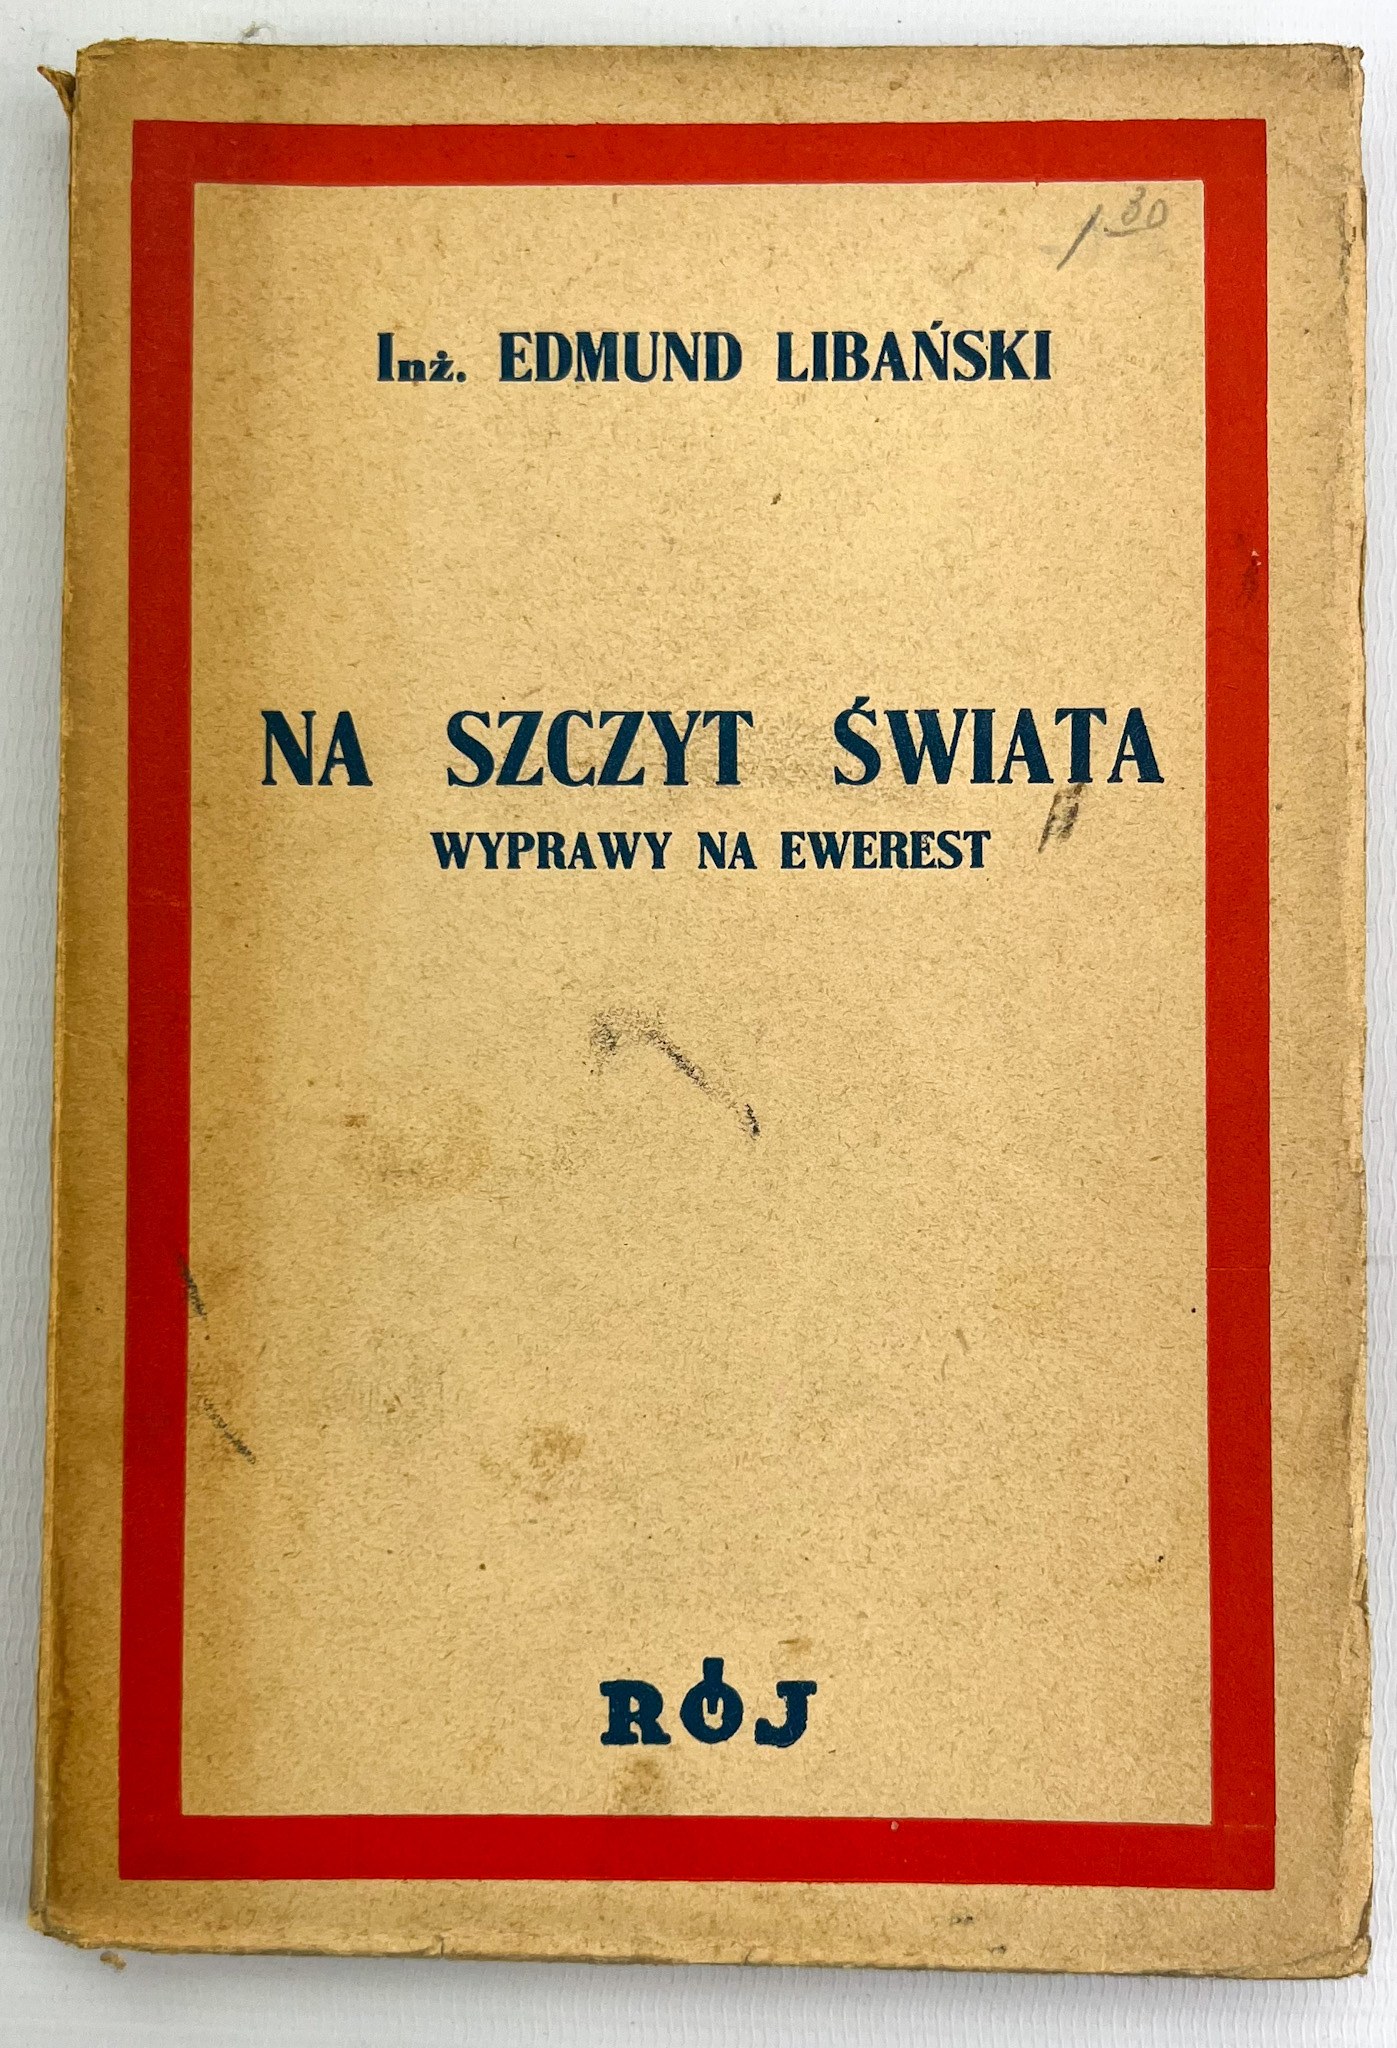 1.30
Inż. EDMUND LIBAŃSKI
NA SZCZYT ŚWIATA
WYPRAWY NA EWEREST
RÓJ